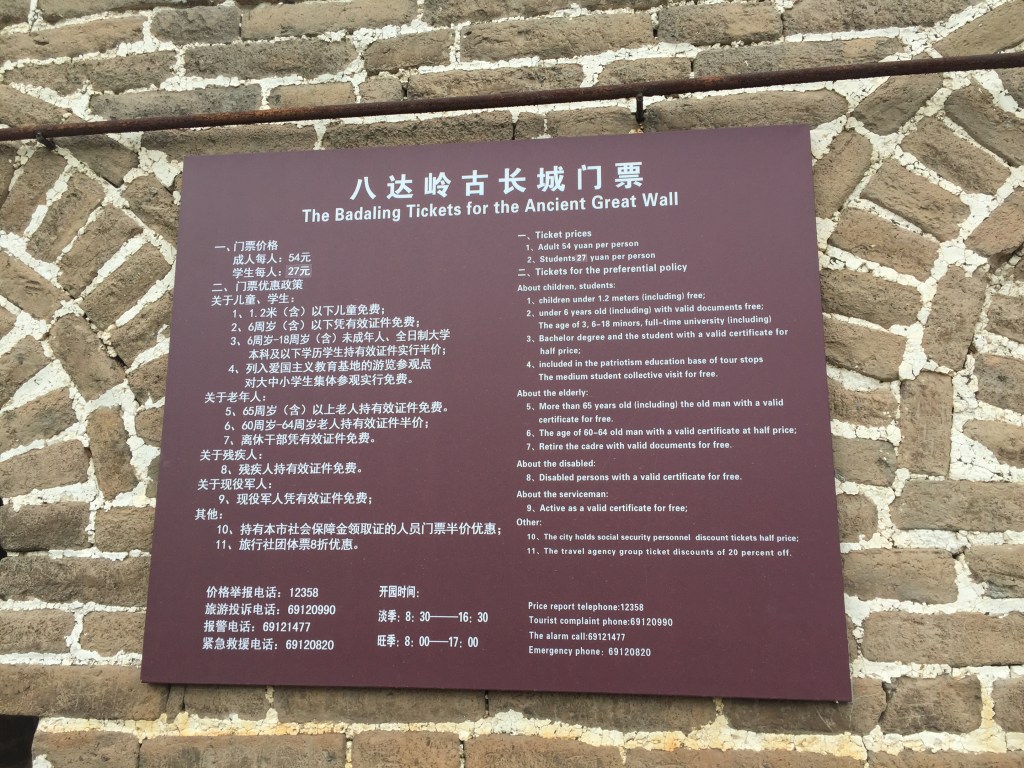 八达岭古长城门票
The Badaling Tickets for the Ancient Great Wall
一、门票价格
成人每人：54元
学生每人：27元
二、门票优惠政策
关于儿童、学生：
1、1.2米（含）以下儿童免费；
2、6周岁（含）以下凭有效证件免费；
3、6周岁-18周岁（含）未成年人、全日制大学
本科及以下学历学生持有效证件实行半价；
4、列入爱国主义教育基地的游览参观点
对大中小学生集体参观实行免费。
关于老年人：
5、65周岁（含）以上老人持有效证件免费。
6、60周岁-64周岁老人持有效证件半价；
7、离休干部凭有效证件免费。
关于残疾人：
8、残疾人持有效证件免费。
关于现役军人：
9、现役军人凭有效证件免费；
其他：
10、持有本市社会保障金领取证的人员门票半价优惠；
11、旅行社团体票8折优惠。
价格举报电话：12358
旅游投诉电话：69120990
报警电话：69121477
紧急救援电话：69120820
开园时间：
淡季：8：30——16：30
旺季：8：00——17：00
一、Ticket prices
1、Adult 54 yuan per person
2、Students 27 yuan per person
二、Tickets for the preferential policy
About children, students:
1、children under 1.2 meters (including) free;
2、under 6 years old (including) with valid documents free;
The age of 3, 6-18 minors, full-time university (including)
3、Bachelor degree and the student with a valid certificate for
half price;
4、included in the patriotism education base of tour stops
The medium student collective visit for free.
About the elderly:
5、More than 65 years old (including) the old man with a valid
certificate for free.
6、The age of 60-64 old man with a valid certificate at half price;
7、Retire the cadre with valid documents for free.
About the disabled:
8、Disabled persons with a valid certificate for free.
About the serviceman:
9、Active as a valid certificate for free;
Other:
10、The city holds social security personnel discount tickets half price;
11、The travel agency group ticket discounts of 20 percent off.
Price report telephone:12358
Tourist complaint phone:69120990
The alarm call:69121477
Emergency phone: 69120820